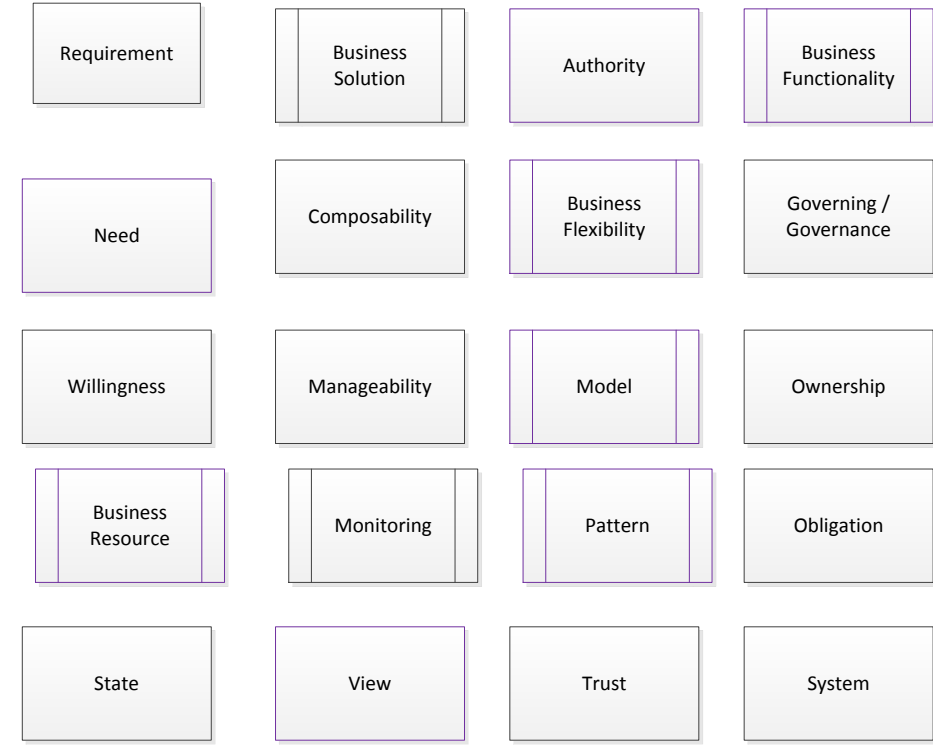 Requirement
Business
Solution
Authority
Business
Functionality
Need
Composability
Business
Flexibility
Governing /
Governance
Willingness
Manageability
Model
Ownership
Business
Resource
Monitoring
Pattern
Obligation
State
View
Trust
System